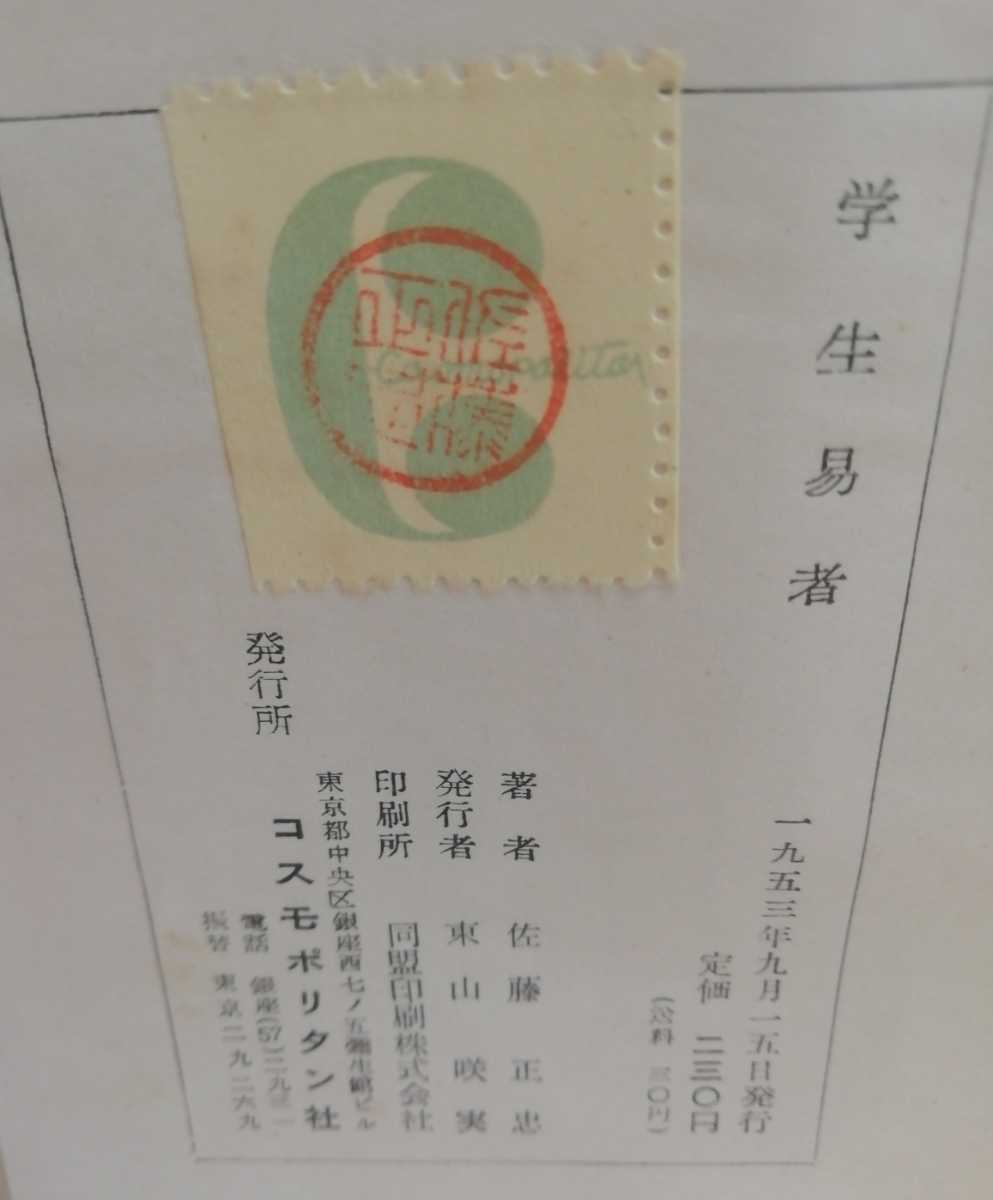 学生易者
一九五三年九月一五日発行
定価 二三〇円
(送料 三〇円)
著者 佐藤正忠
発行者 東山咲実
印刷所 同盟印刷株式会社
東京都中央区銀座西七ノ五彌生館ビル
発行所 コスモポリタン社
電話 銀座(57)二九三一
振替 東京二九二六九
Cosmopolitan